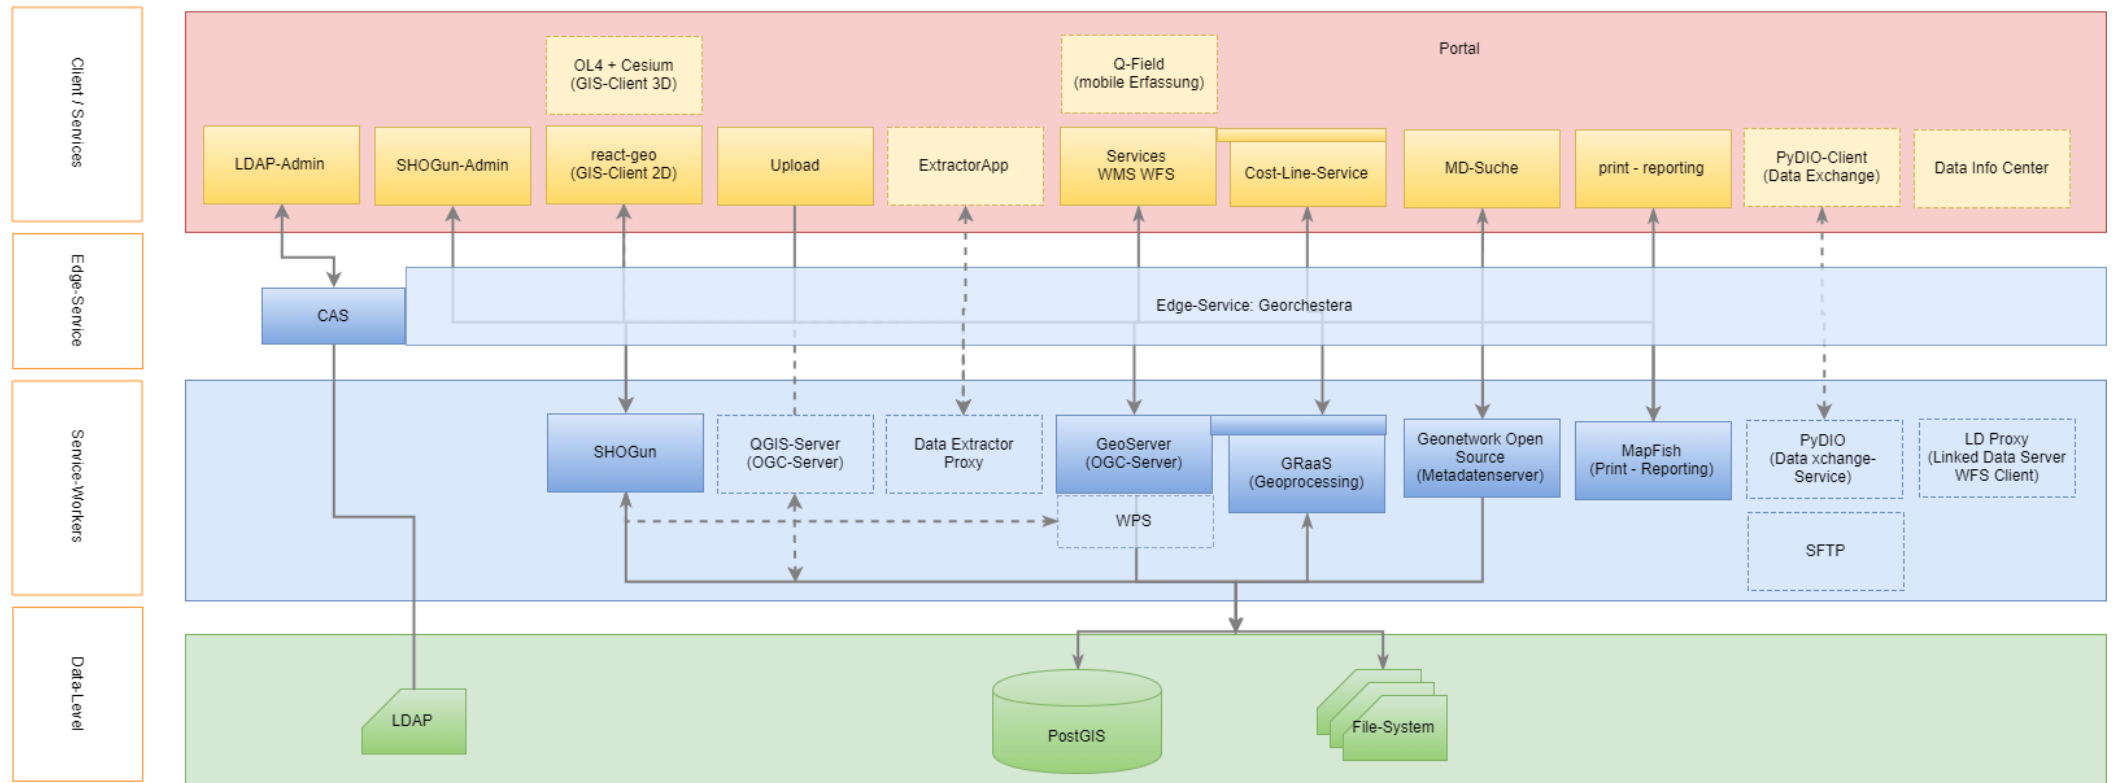 Client / Services
Portal
OL4 + Cesium
(GIS-Client 3D)
Q-Field
(mobile Erfassung)
LDAP-Admin
SHOGun-Admin
react-geo
(GIS-Client 2D)
Upload
ExtractorApp
Services
WMS WFS
Cost-Line-Service
MD-Suche
print - reporting
PyDIO-Client
(Data Exchange)
Data Info Center
Edge-Service
CAS
Edge-Service: Georchestera
Service-Workers
SHOGun
QGIS-Server
(OGC-Server)
Data Extractor
Proxy
GeoServer
(OGC-Server)
WPS
GRaaS
(Geoprocessing)
Geonetwork Open
Source
(Metadatenserver)
MapFish
(Print - Reporting)
PyDIO
(Data xchange-
Service)
LD Proxy
(Linked Data Server
WFS Client)
SFTP
Data-Level
LDAP
PostGIS
File-System